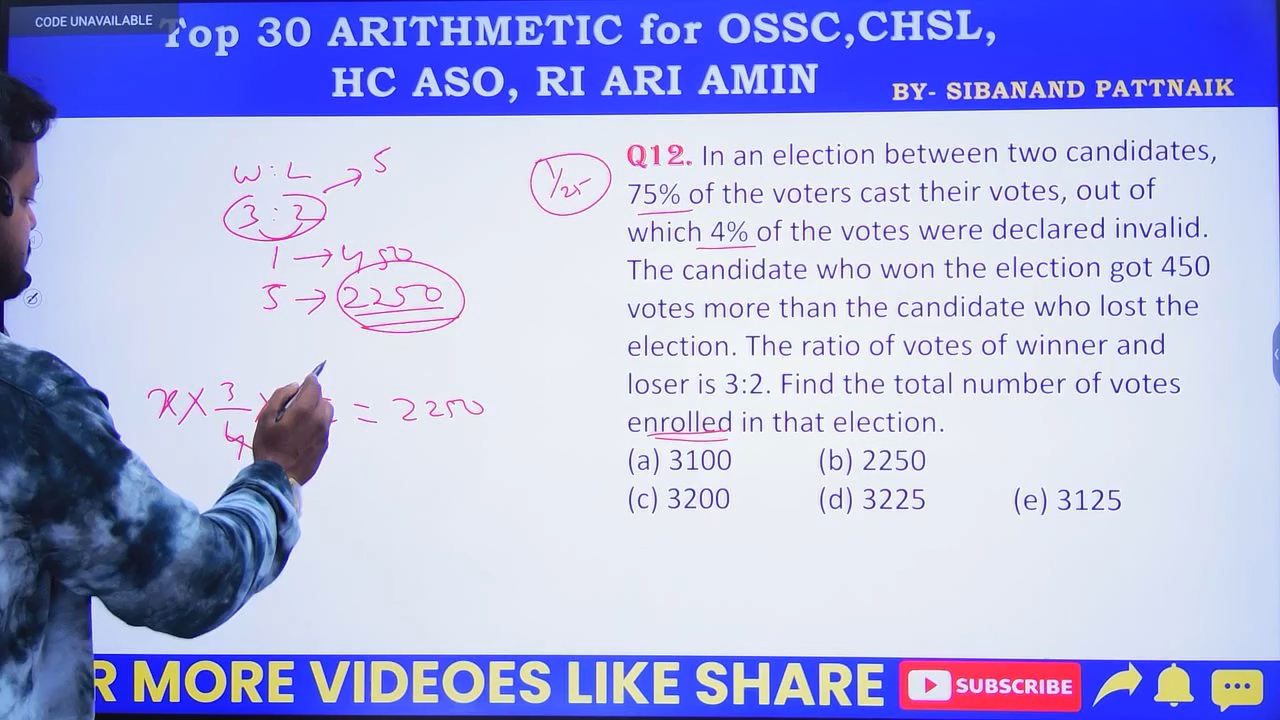 CODE UNAVAILABLE
Top 30 ARITHMETIC for OSSC,CHSL,
HC ASO, RI ARI AMIN
BY- SIBANAND PATTNAIK
W:L
3:2 → 5
1 → 450
5 → 2250
x × 3/4 × = 2250
1/25
Q12. In an election between two candidates,
75% of the voters cast their votes, out of
which 4% of the votes were declared invalid.
The candidate who won the election got 450
votes more than the candidate who lost the
election. The ratio of votes of winner and
loser is 3:2. Find the total number of votes
enrolled in that election.
(a) 3100 (b) 2250
(c) 3200 (d) 3225 (e) 3125
R MORE VIDEOES LIKE SHARE SUBSCRIBE